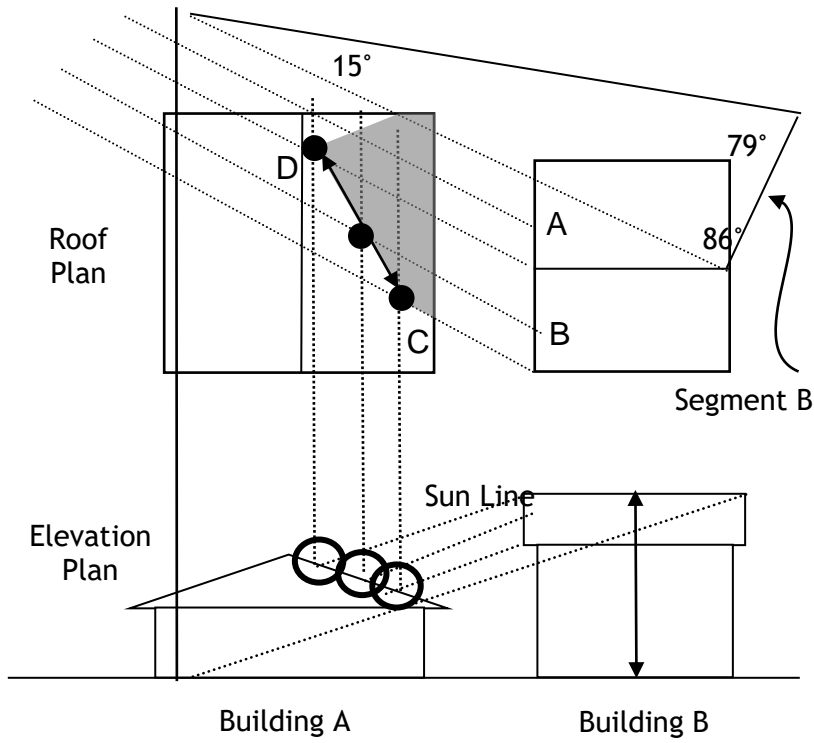 15°
79°
D
A
86°
Roof
Plan
B
C
Segment B
Sun Line
Elevation
Plan
Building A
Building B